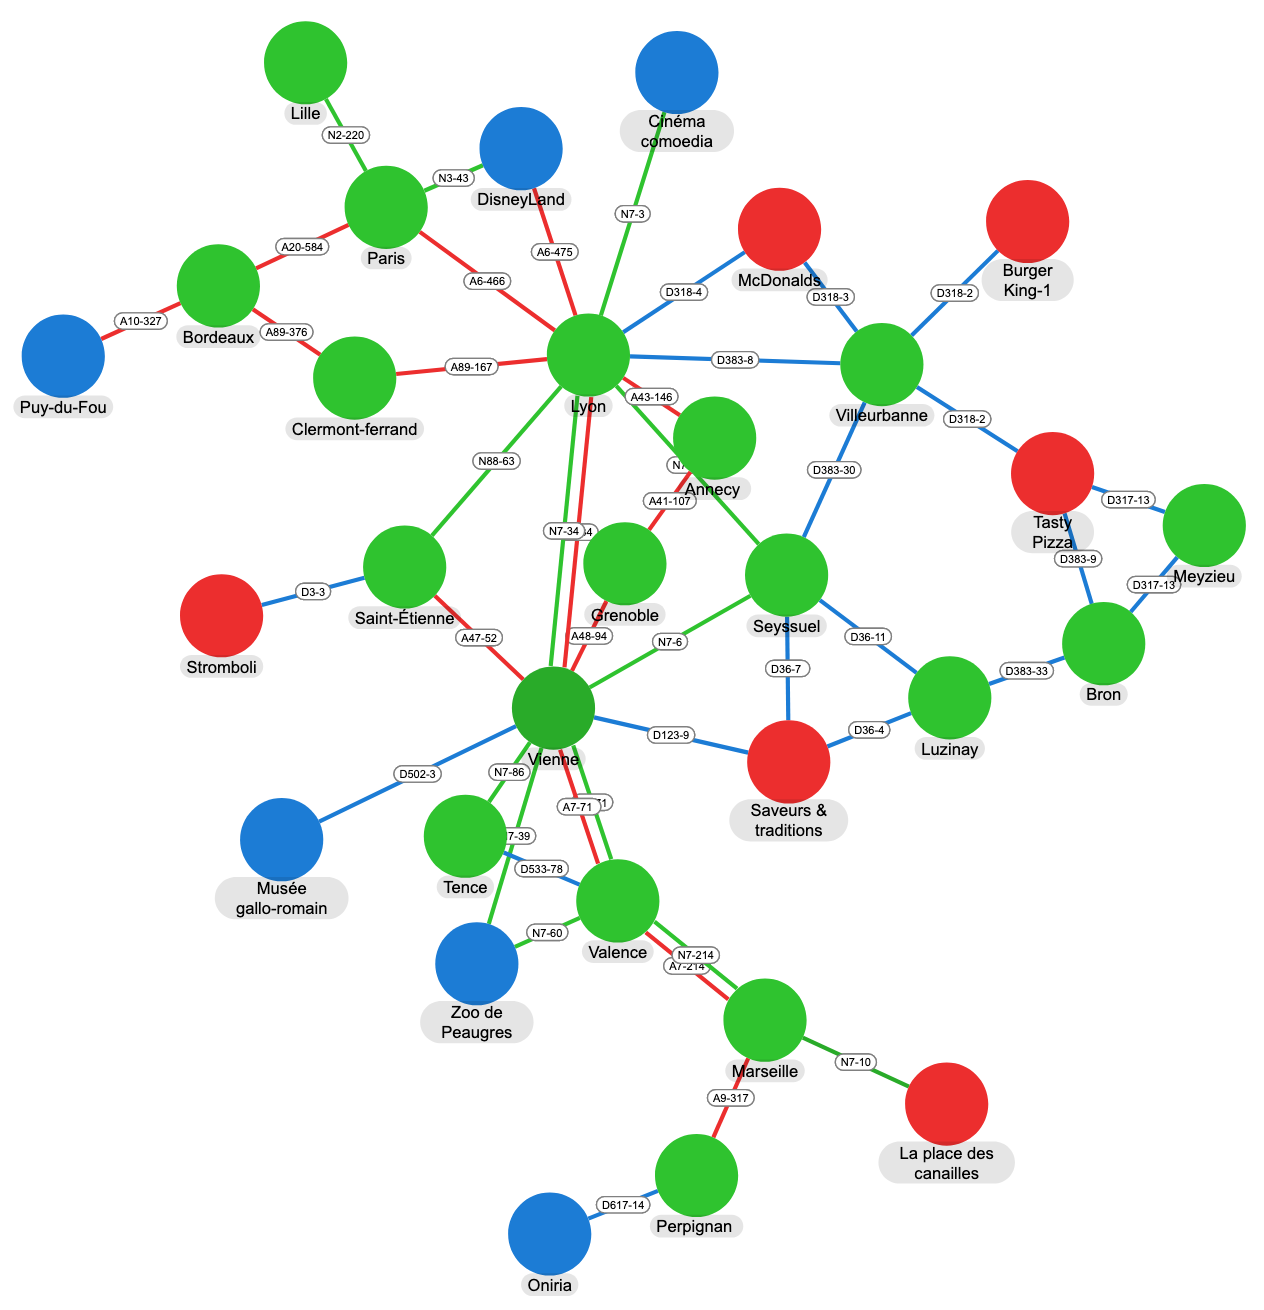 Lille
N2-220
Cinéma
comoedia
N3-43
DisneyLand
N7-3
A20-584
Paris
A6-475
McDonalds
Burger
King-1
A6-466
D318-4
D318-3
D318-2
A10-327
Bordeaux
A89-376
A89-167
D383-8
Puy-du-Fou
Clermont-ferrand
Lyon
A43-146
Villeurbanne
D318-2
N88-63
Annecy
D383-30
A41-107
D317-13
Tasty
Pizza
N7-34
D383-9
Meyzieu
D317-13
D3-3
Saint-Étienne
Grenoble
Seyssuel
A47-52
A48-94
N7-6
D36-11
Stromboli
D36-7
D383-33
Bron
D123-9
D36-4
Luzinay
Vienne
D502-3
N7-86
A7-71
Saveurs &
traditions
D533-78
Tence
Musée
gallo-romain
N7-60
Valence
N7-214
A7-214
Zoo de
Peaugres
Marseille
N7-10
A9-317
La place des
canailles
D617-14
Perpignan
Oniria